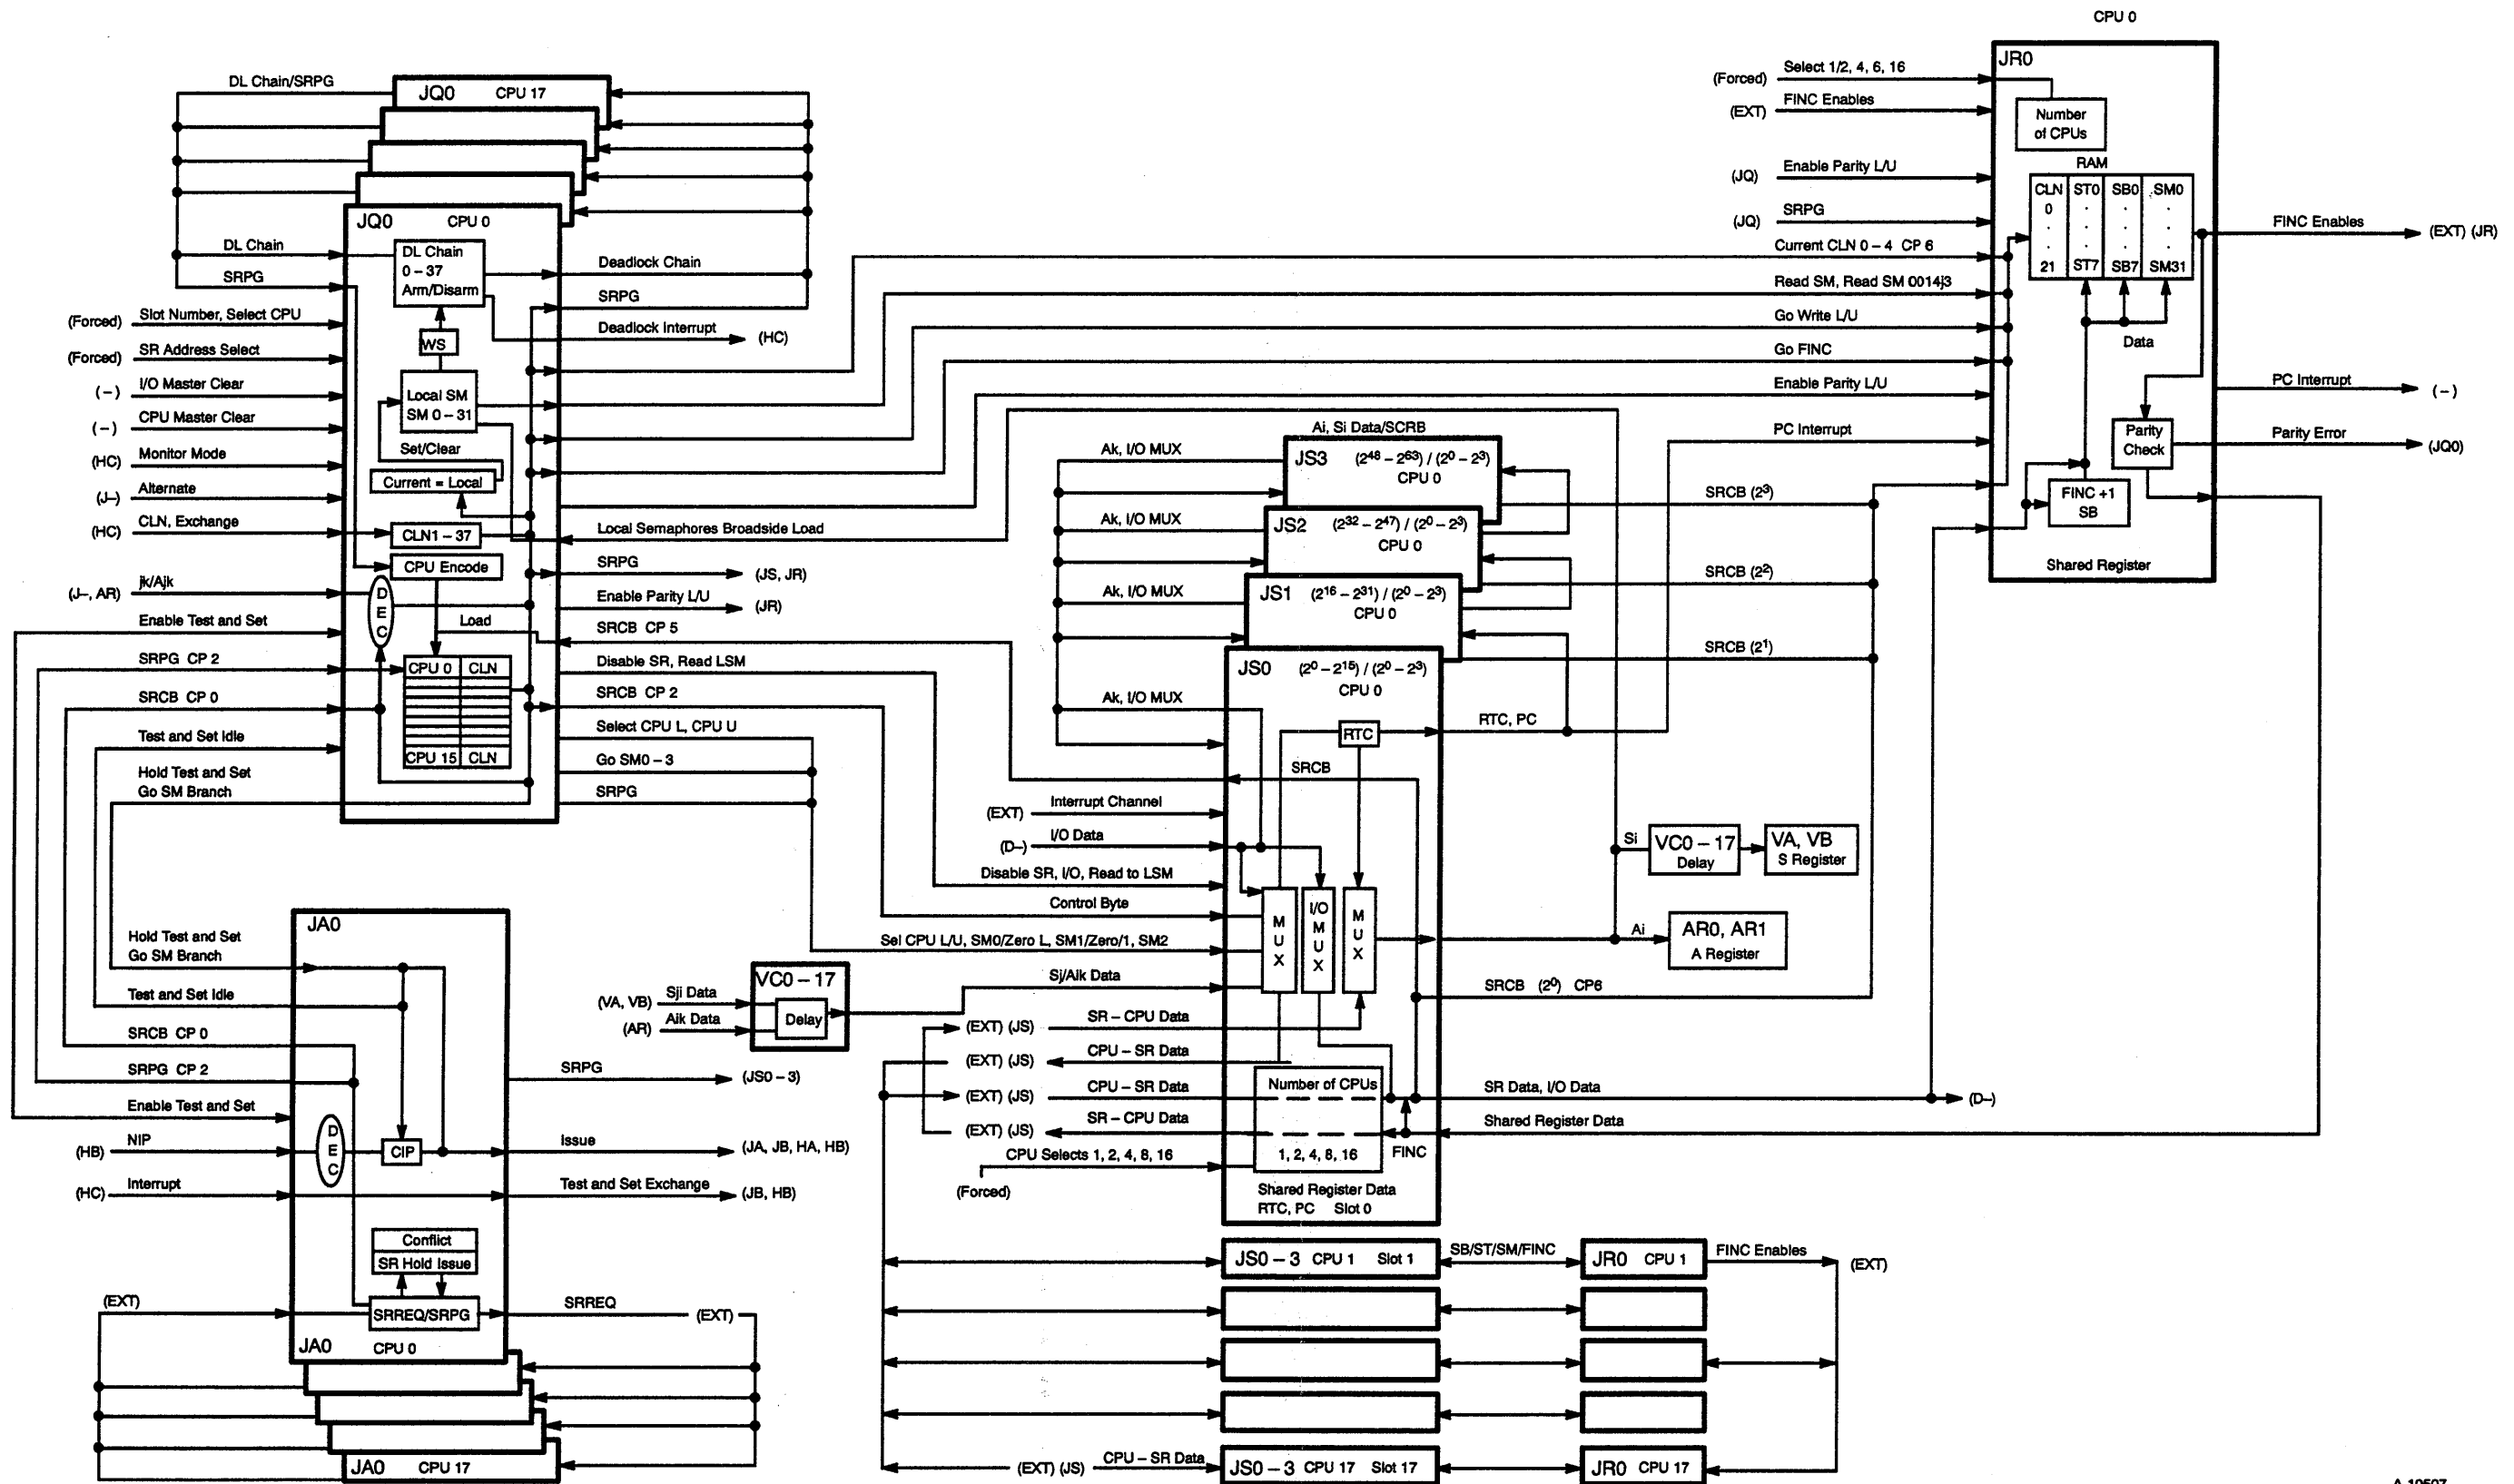 CPU 0
DL Chain/SRPG
JQ0 CPU 17
JQ0 CPU 0
DL Chain
SRPG
(Forced) Slot Number, Select CPU
(Forced) SR Address Select
(–) I/O Master Clear
(–) CPU Master Clear
(HC) Monitor Mode
(J–) Alternate
(HC) CLN, Exchange
(J–, AR) jk/Ajk
Enable Test and Set
SRPG CP 2
SRCB CP 0
Test and Set Idle
Hold Test and Set
Go SM Branch
DL Chain
0 – 37
Arm/Disarm
WS
Local SM
SM 0 – 31
Set/Clear
Current = Local
CLN1 – 37
CPU Encode
DEC
Load
CPU 0 CLN
CPU 15 CLN
Deadlock Chain
SRPG
Deadlock Interrupt (HC)
Local Semaphores Broadside Load
SRPG (JS, JR)
Enable Parity L/U (JR)
SRCB CP 5
Disable SR, Read LSM
SRCB CP 2
Select CPU L, CPU U
Go SM0 – 3
SRPG
JA0
Hold Test and Set
Go SM Branch
Test and Set Idle
SRCB CP 0
SRPG CP 2
Enable Test and Set
(HB) NIP
(HC) Interrupt
DEC
CIP
SRPG (JS0 – 3)
Issue (JA, JB, HA, HB)
Test and Set Exchange (JB, HB)
Conflict
SR Hold Issue
(EXT)
SRREQ/SRPG
SRREQ (EXT)
JA0 CPU 0
JA0 CPU 17
VC0 – 17
(VA, VB) Sji Data
(AR) Aik Data
Delay
Ai, Si Data/SCRB
Ak, I/O MUX
JS3 (2⁴⁸ – 2⁶³) / (2⁰ – 2³)
CPU 0
Ak, I/O MUX
JS2 (2³² – 2⁴⁷) / (2⁰ – 2³)
CPU 0
Ak, I/O MUX
JS1 (2¹⁶ – 2³¹) / (2⁰ – 2³)
CPU 0
Ak, I/O MUX
JS0 (2⁰ – 2¹⁵) / (2⁰ – 2³)
CPU 0
SRCB (2³)
SRCB (2²)
SRCB (2¹)
RTC
RTC, PC
SRCB
(EXT) Interrupt Channel
(D–) I/O Data
Disable SR, I/O, Read to LSM
Control Byte
Sel CPU L/U, SM0/Zero L, SM1/Zero/1, SM2
Sj/Aik Data
MUX
I/O MUX
MUX
Si
VC0 – 17
Delay
VA, VB
S Register
Ai
AR0, AR1
A Register
SRCB (2⁰) CP6
(EXT) (JS) SR – CPU Data
(EXT) (JS) CPU – SR Data
(EXT) (JS) CPU – SR Data
(EXT) (JS) SR – CPU Data
CPU Selects 1, 2, 4, 8, 16
(Forced)
Number of CPUs
1, 2, 4, 8, 16
FINC
SR Data, I/O Data (D–)
Shared Register Data
Shared Register Data
RTC, PC Slot 0
JS0 – 3 CPU 1 Slot 1
SB/ST/SM/FINC
JR0 CPU 1
FINC Enables
(EXT)
(EXT) (JS) CPU – SR Data
JS0 – 3 CPU 17 Slot 17
JR0 CPU 17
JR0
(Forced) Select 1/2, 4, 6, 16
(EXT) FINC Enables
(JQ) Enable Parity L/U
(JQ) SRPG
Current CLN 0 – 4 CP 6
Read SM, Read SM 0014j3
Go Write L/U
Go FINC
Enable Parity L/U
PC Interrupt
Number
of CPUs
RAM
CLN ST0 SB0 SM0
0 . . .
. . . .
. . . .
21 ST7 SB7 SM31
Data
Parity
Check
FINC +1
SB
Shared Register
FINC Enables (EXT) (JR)
PC Interrupt (–)
Parity Error (JQ0)